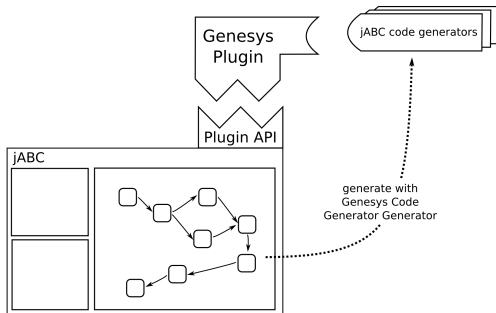 Genesys
Plugin
jABC code generators
Plugin API
jABC
generate with
Genesys Code
Generator Generator